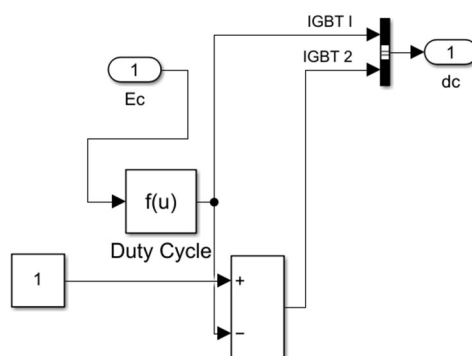 IGBT I
1
Ec
IGBT 2
1
dc
f(u)
Duty Cycle
1
+
−